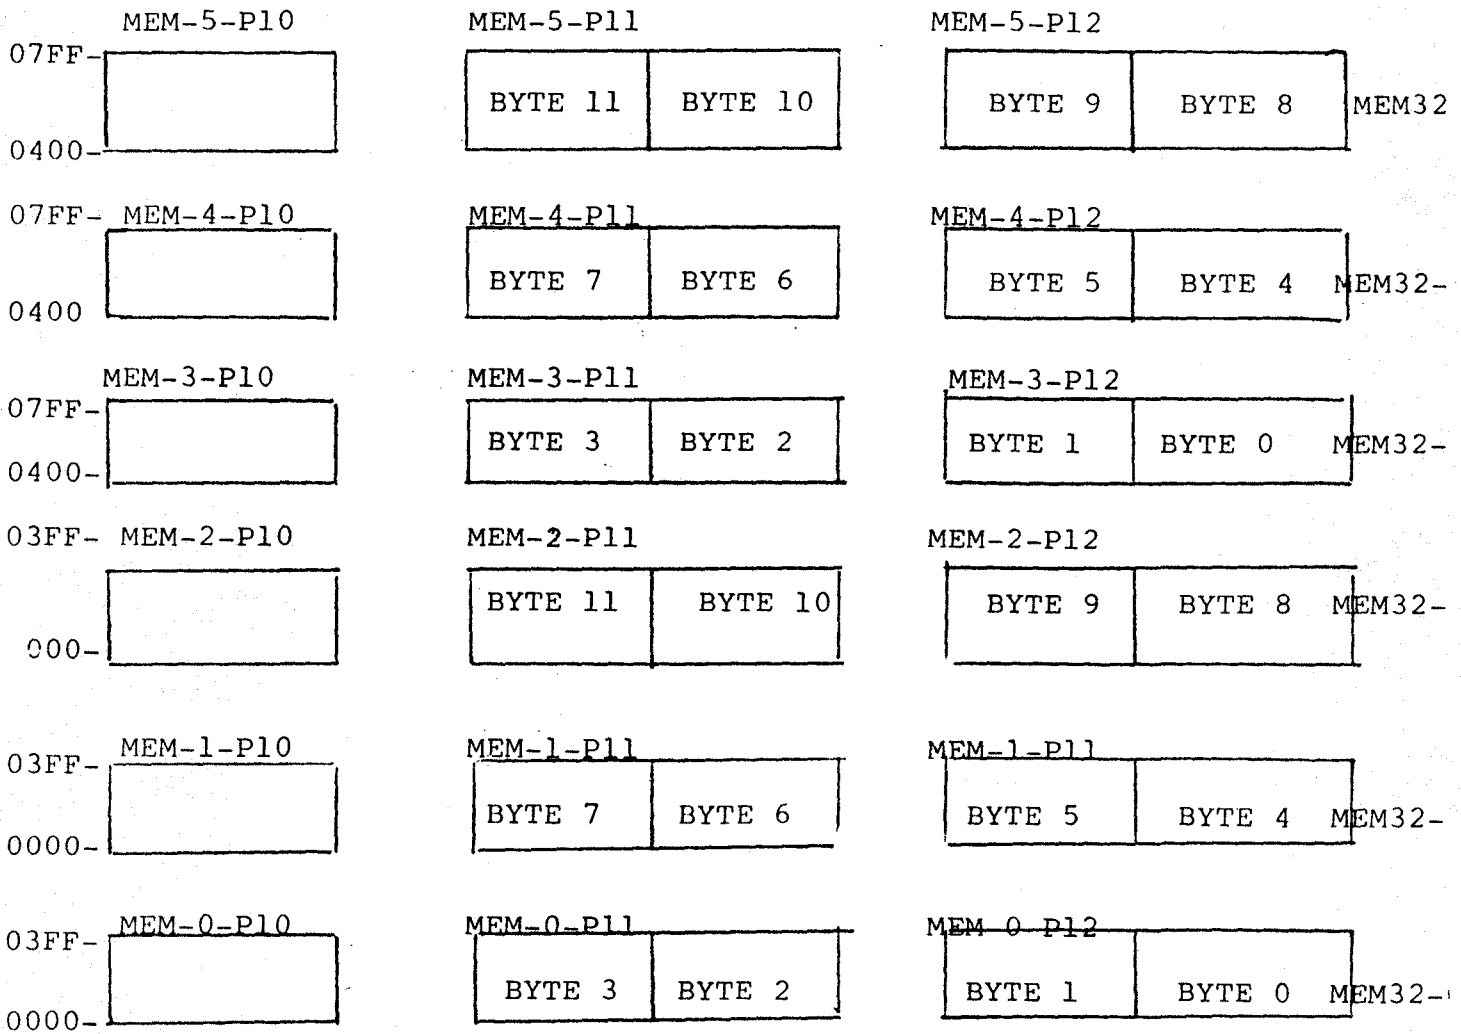 MEM-5-P10 MEM-5-P11 MEM-5-P12
07FF-
BYTE 11 BYTE 10 BYTE 9 BYTE 8 MEM32
0400-
07FF- MEM-4-P10 MEM-4-P11 MEM-4-P12
BYTE 7 BYTE 6 BYTE 5 BYTE 4 MEM32-
0400
MEM-3-P10 MEM-3-P11 MEM-3-P12
07FF-
BYTE 3 BYTE 2 BYTE 1 BYTE 0 MEM32-
0400-
03FF- MEM-2-P10 MEM-2-P11 MEM-2-P12
BYTE 11 BYTE 10 BYTE 9 BYTE 8 MEM32-
000-
MEM-1-P10 MEM-1-P11 MEM-1-P11
03FF-
BYTE 7 BYTE 6 BYTE 5 BYTE 4 MEM32-
0000-
MEM-0-P10 MEM-0-P11 MEM-0-P12
03FF-
BYTE 3 BYTE 2 BYTE 1 BYTE 0 MEM32-
0000-